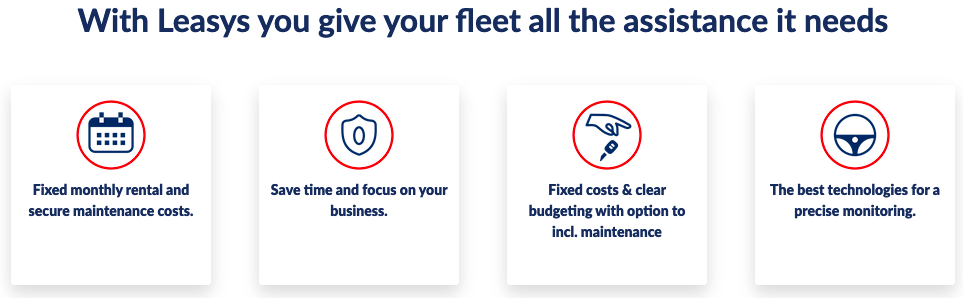 With Leasys you give your fleet all the assistance it needs
Fixed monthly rental and
secure maintenance costs.
Save time and focus on your
business.
Fixed costs & clear
budgeting with option to
incl. maintenance
The best technologies for a
precise monitoring.